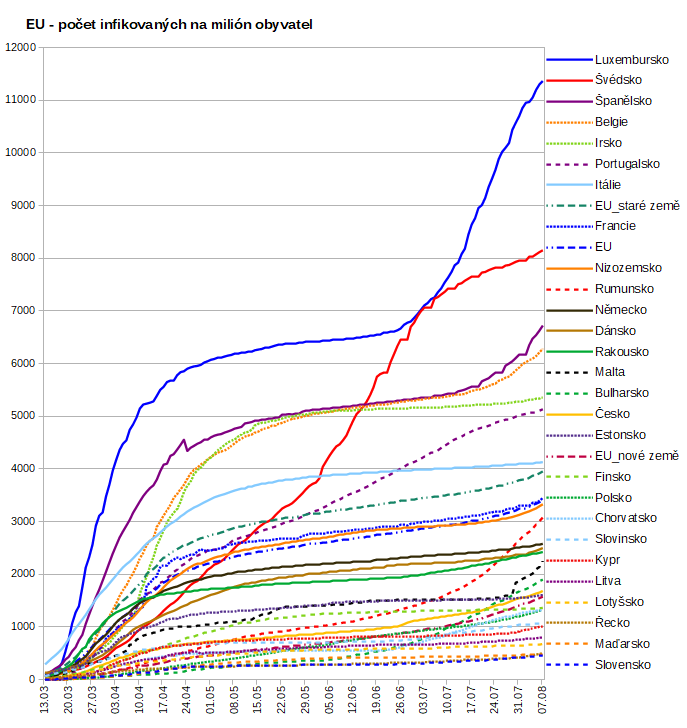 EU - počet infikovaných na milión obyvatel
12000
11000
10000
9000
8000
7000
6000
5000
4000
3000
2000
1000
0
13.03
20.03
27.03
03.04
10.04
17.04
24.04
01.05
08.05
15.05
22.05
29.05
05.06
12.06
19.06
26.06
03.07
10.07
17.07
24.07
31.07
07.08
Luxembursko
Švédsko
Španělsko
Belgie
Irsko
Portugalsko
Itálie
EU_staré země
Francie
EU
Nizozemsko
Rumunsko
Německo
Dánsko
Rakousko
Malta
Bulharsko
Česko
Estonsko
EU_nové země
Finsko
Polsko
Chorvatsko
Slovinsko
Kypr
Litva
Lotyšsko
Řecko
Maďarsko
Slovensko